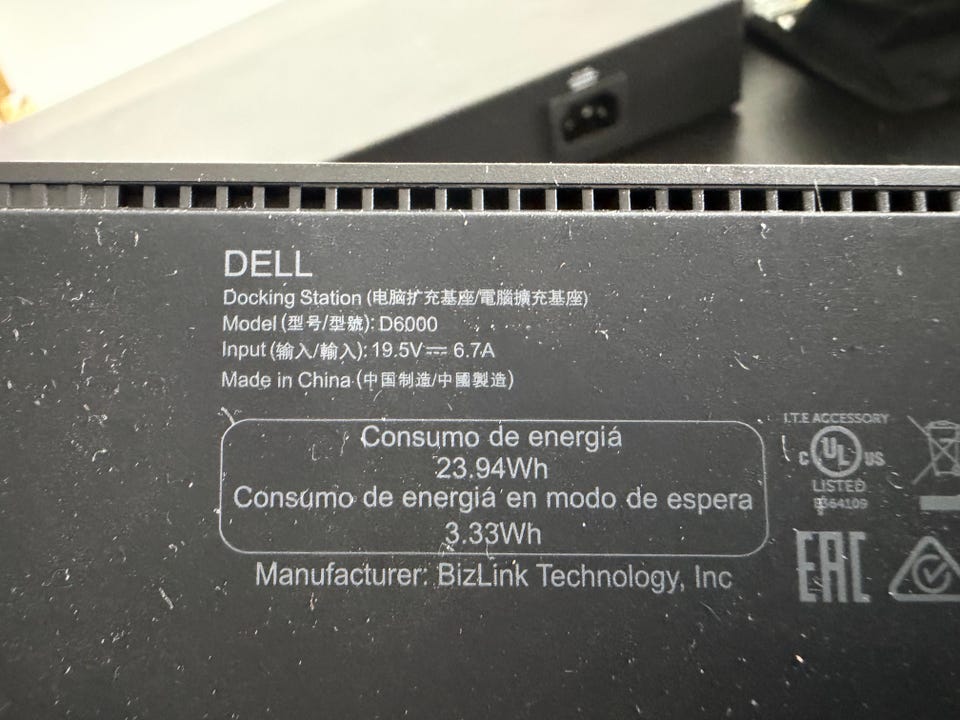 DELL
Docking Station (电脑扩充基座/電腦擴充基座)
Model (型号/型號): D6000
Input (输入/輸入): 19.5V⎓ 6.7A
Made in China (中国制造/中國製造)
Consumo de energiá
23.94Wh
Consumo de energiá en modo de espera
3.33Wh
Manufacturer: BizLink Technology, Inc
I.T.E ACCESSORY
C UL US
LISTED
E364109
EAC